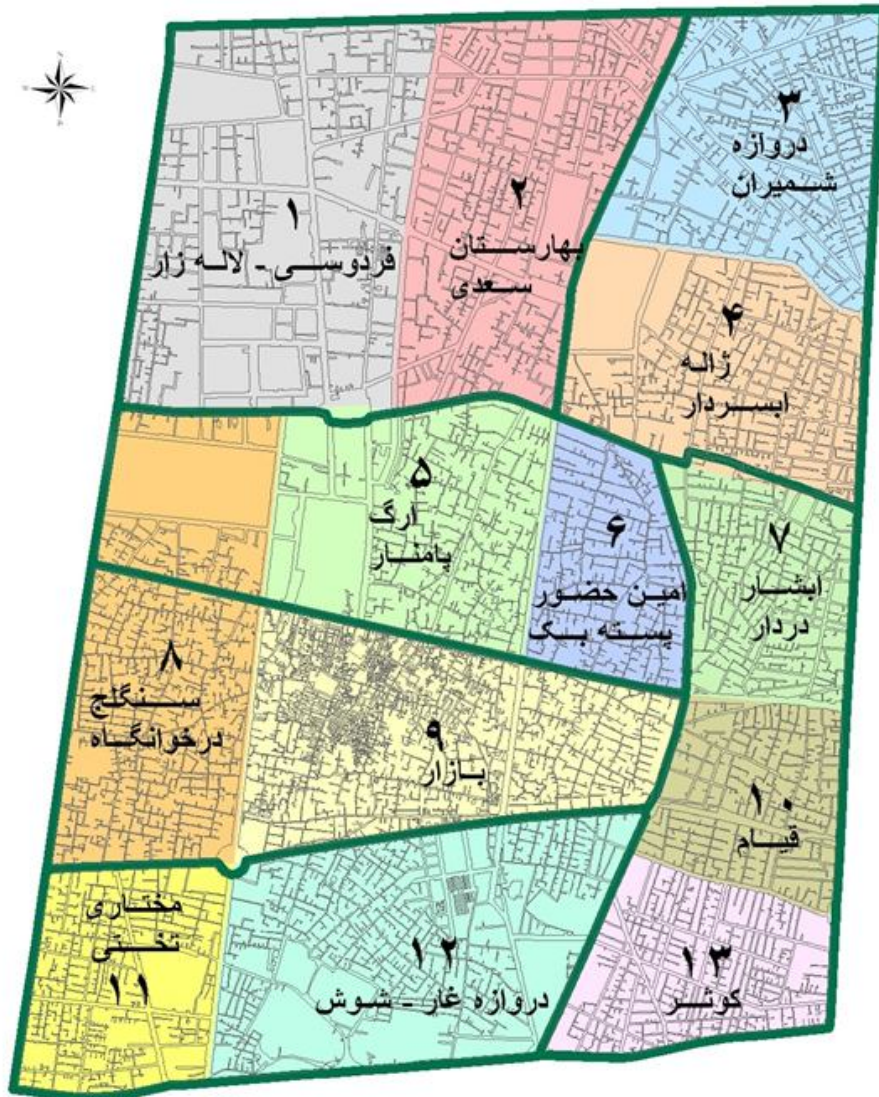 ۱
فردوسی - لاله زار
۲
بهارستان
سعدی
۳
دروازه
شمیران
۴
ژاله
ابسردار
۵
ارگ
پامنار
۶
امین حضور
پسته بک
۷
ابشار
دردار
۸
سنگلج
درخوانگاه
۹
بازار
۱۰
قیام
مختاری
تختی
۱۱
۱۲
دروازه غار - شوش
۱۳
کوثر